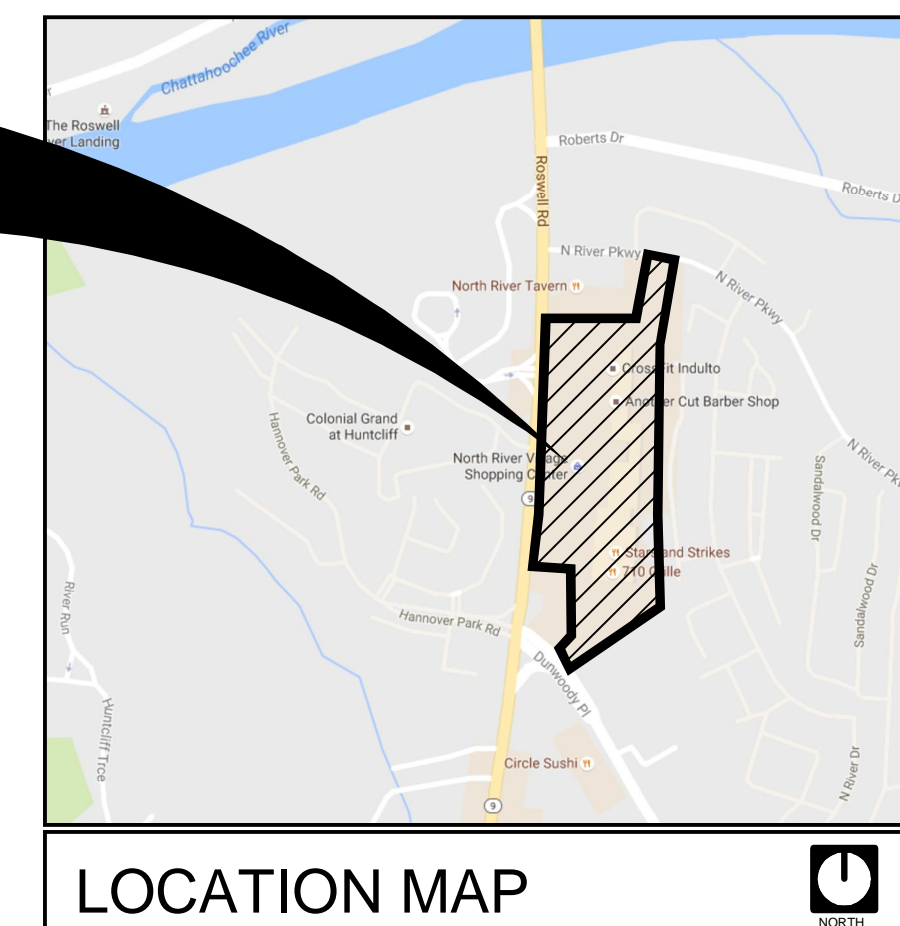 Chattahoochee River
The Roswell
ver Landing
Roswell Rd
Roberts Dr
Roberts D
N River Pkwy
N River Pkwy
North River Tavern
CrossFit Indulto
Another Cut Barber Shop
Colonial Grand
at Huntcliff
Hannover Park Rd
North River Village
Shopping Center
9
N River Pk
Sandalwood Dr
Sandalwood Dr
Stars and Strikes
710 Grille
River Run
Hannover Park Rd
Dunwoody Pl
Huntcliff Trce
Circle Sushi
N River Dr
9
LOCATION MAP
NORTH